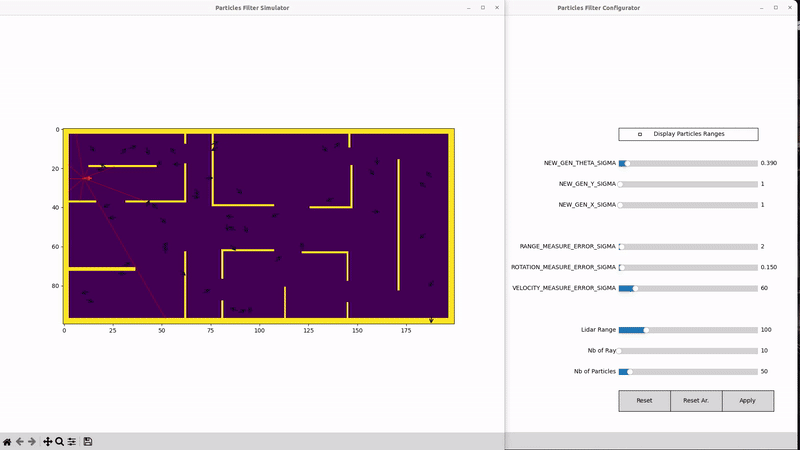 Particles Filter Simulator
Particles Filter Configurator
Display Particles Ranges
NEW_GEN_THETA_SIGMA 0.390
NEW_GEN_Y_SIGMA 1
NEW_GEN_X_SIGMA 1
RANGE_MEASURE_ERROR_SIGMA 2
ROTATION_MEASURE_ERROR_SIGMA 0.150
VELOCITY_MEASURE_ERROR_SIGMA 60
Lidar Range 100
Nb of Ray 10
Nb of Particles 50
Reset Reset Ar. Apply
0
20
40
60
80
0 25 50 75 100 125 150 175